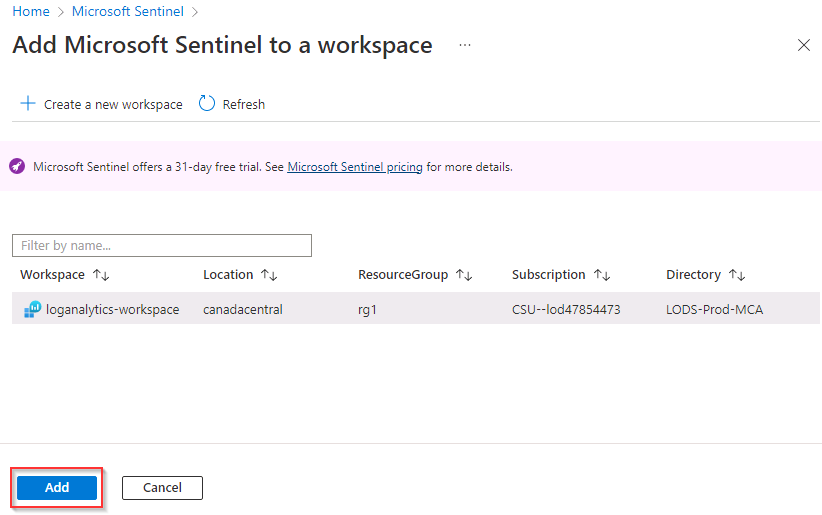 Home > Microsoft Sentinel >
Add Microsoft Sentinel to a workspace ...
Create a new workspace Refresh
Microsoft Sentinel offers a 31-day free trial. See Microsoft Sentinel pricing for more details.
Filter by name...
Workspace Location ResourceGroup Subscription Directory
loganalytics-workspace canadacentral rg1 CSU--lod47854473 LODS-Prod-MCA
Add Cancel